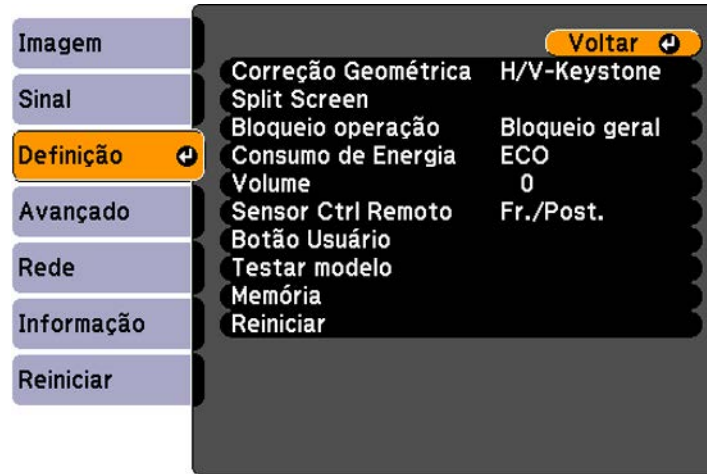 Imagem
Sinal
Definição
Avançado
Rede
Informação
Reiniciar
Voltar
Correção Geométrica H/V-Keystone
Split Screen
Bloqueio operação Bloqueio geral
Consumo de Energia ECO
Volume 0
Sensor Ctrl Remoto Fr./Post.
Botão Usuário
Testar modelo
Memória
Reiniciar